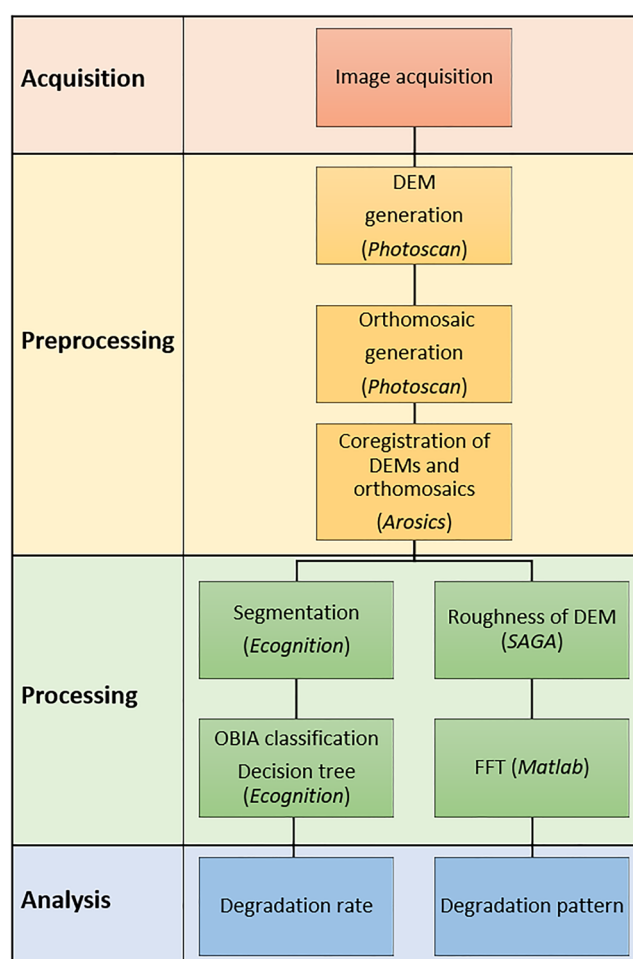 Acquisition
Image acquisition
Preprocessing
DEM
generation
(Photoscan)
Orthomosaic
generation
(Photoscan)
Coregistration of
DEMs and
orthomosaics
(Arosics)
Processing
Segmentation
(Ecognition)
Roughness of DEM
(SAGA)
OBIA classification
Decision tree
(Ecognition)
FFT (Matlab)
Analysis
Degradation rate
Degradation pattern